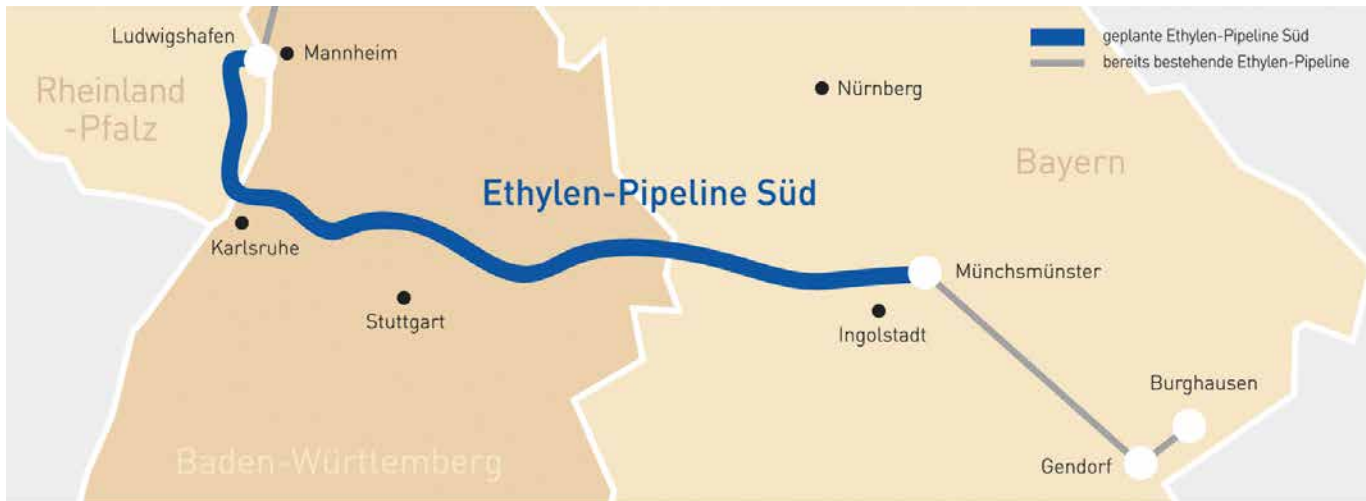 Ludwigshafen
Mannheim
geplante Ethylen-Pipeline Süd
bereits bestehende Ethylen-Pipeline
Rheinland
-Pfalz
Nürnberg
Bayern
Ethylen-Pipeline Süd
Karlsruhe
Münchsmünster
Stuttgart
Ingolstadt
Burghausen
Baden-Württemberg
Gendorf